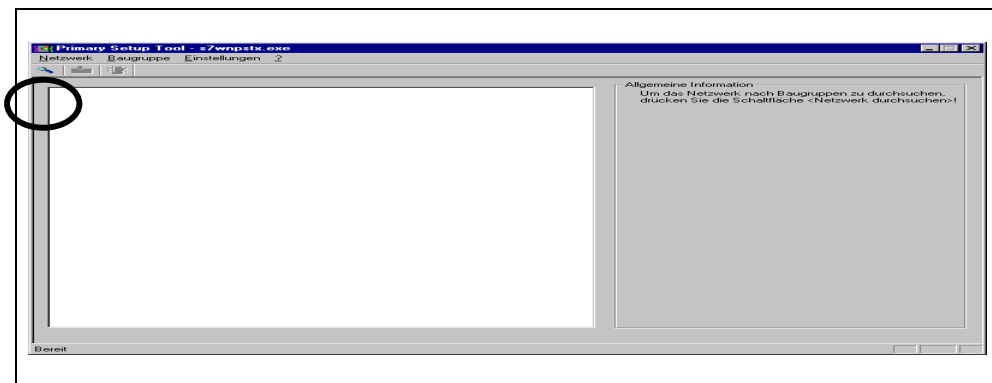 Primary Setup Tool - s7wnpstx.exe
Netzwerk Baugruppe Einstellungen ?
Allgemeine Information
Um das Netzwerk nach Baugruppen zu durchsuchen,
drücken Sie die Schaltfläche <Netzwerk durchsuchen>!
Bereit